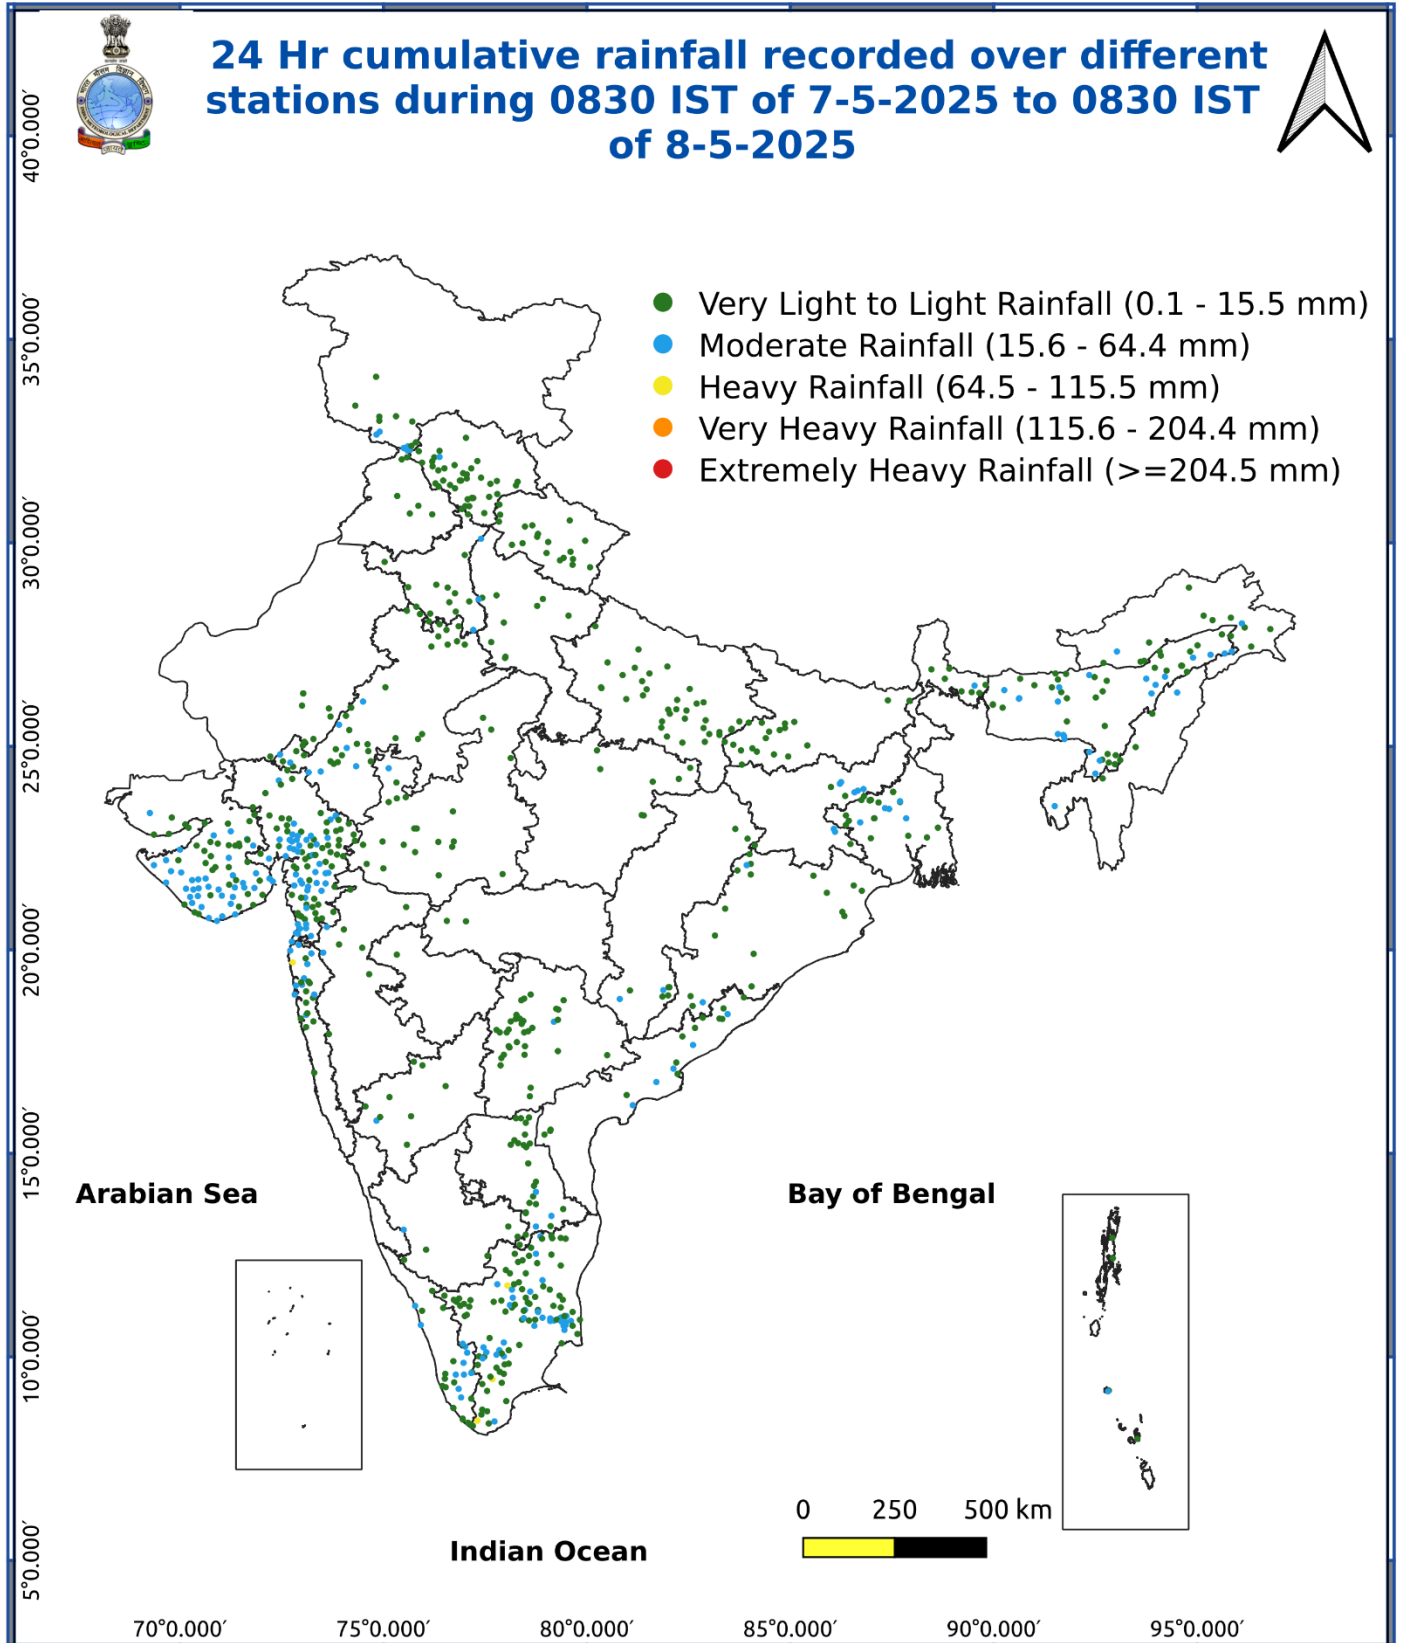 24 Hr cumulative rainfall recorded over different
stations during 0830 IST of 7-5-2025 to 0830 IST
of 8-5-2025
Very Light to Light Rainfall (0.1 - 15.5 mm)
Moderate Rainfall (15.6 - 64.4 mm)
Heavy Rainfall (64.5 - 115.5 mm)
Very Heavy Rainfall (115.6 - 204.4 mm)
Extremely Heavy Rainfall (>=204.5 mm)
40°0.000′
35°0.000′
30°0.000′
25°0.000′
20°0.000′
15°0.000′
10°0.000′
5°0.000′
Arabian Sea
Bay of Bengal
Indian Ocean
0 250 500 km
70°0.000′ 75°0.000′ 80°0.000′ 85°0.000′ 90°0.000′ 95°0.000′